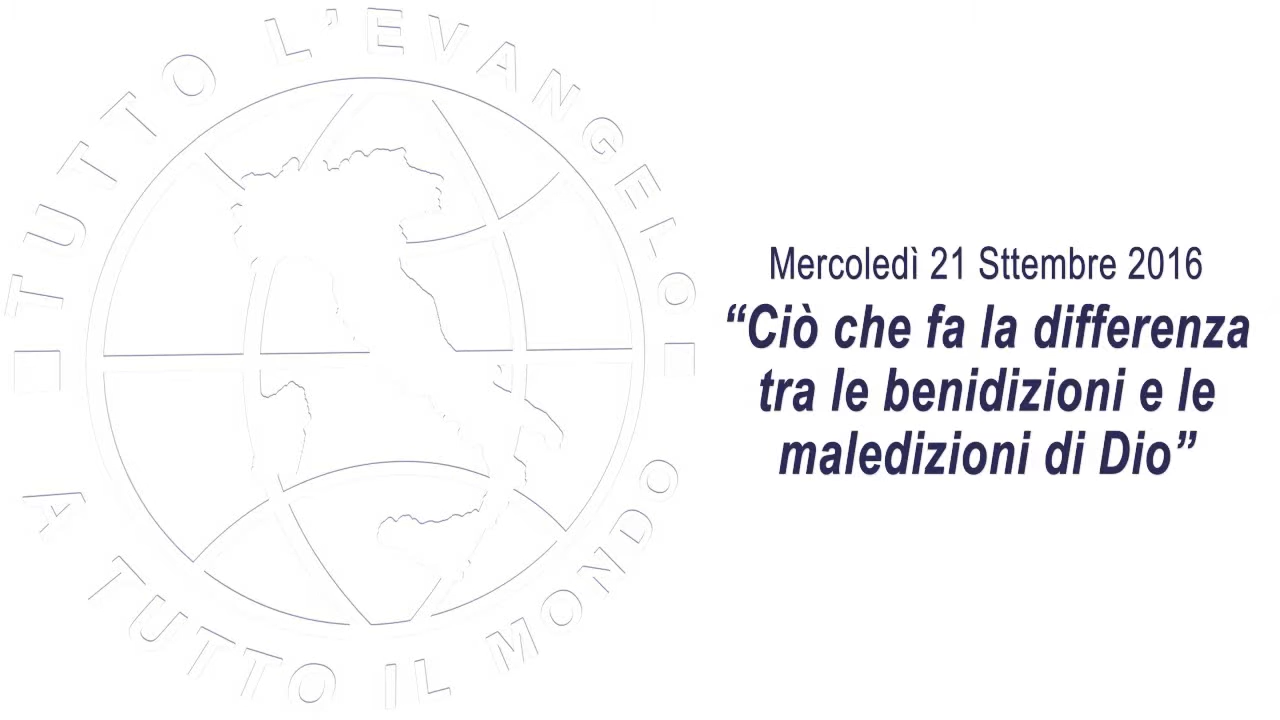 TUTTO L'EVANGELO
A TUTTO IL MONDO
Mercoledì 21 Sttembre 2016
“Ciò che fa la differenza
tra le benidizioni e le
maledizioni di Dio”